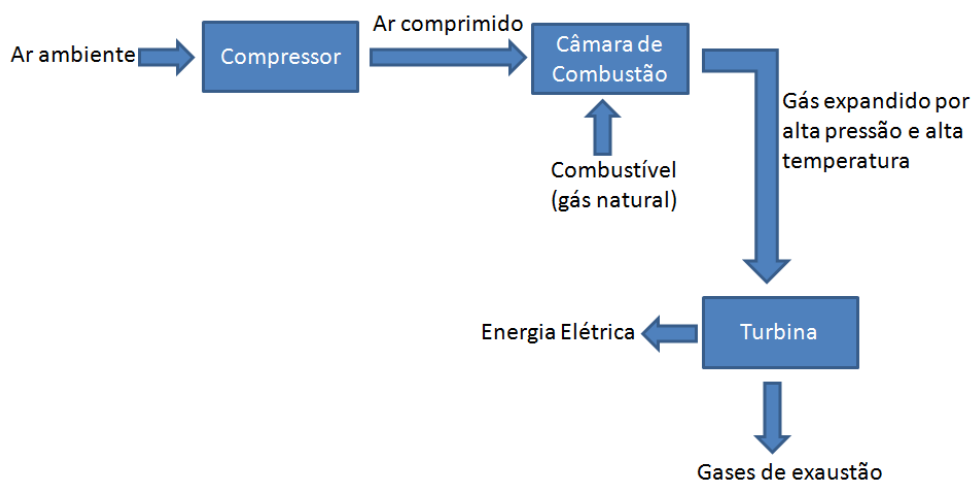 Ar ambiente
Compressor
Ar comprimido
Câmara de
Combustão
Combustível
(gás natural)
Gás expandido por
alta pressão e alta
temperatura
Turbina
Energia Elétrica
Gases de exaustão